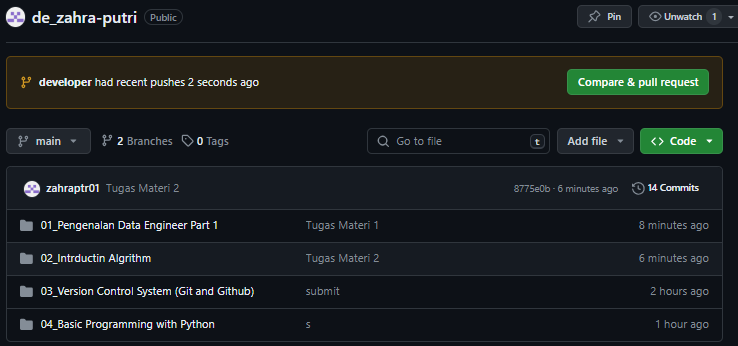 de_zahra-putri Public Pin Unwatch 1
developer had recent pushes 2 seconds ago Compare & pull request
main 2 Branches 0 Tags Go to file t Add file Code
zahraptr01 Tugas Materi 2 8775e0b · 6 minutes ago 14 Commits
01_Pengenalan Data Engineer Part 1 Tugas Materi 1 8 minutes ago
02_Intrductin Algrithm Tugas Materi 2 6 minutes ago
03_Version Control System (Git and Github) submit 2 hours ago
04_Basic Programming with Python s 1 hour ago